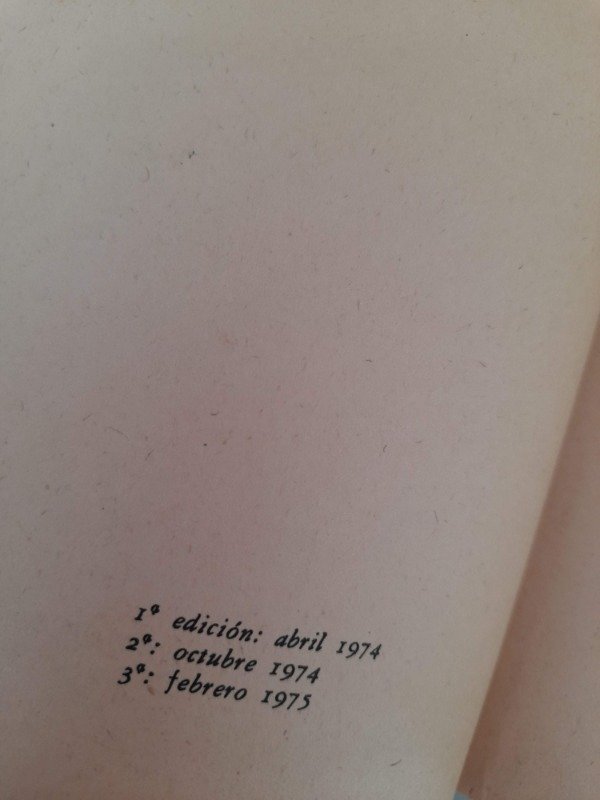 1ª edición: abril 1974
2ª: octubre 1974
3ª: febrero 1975